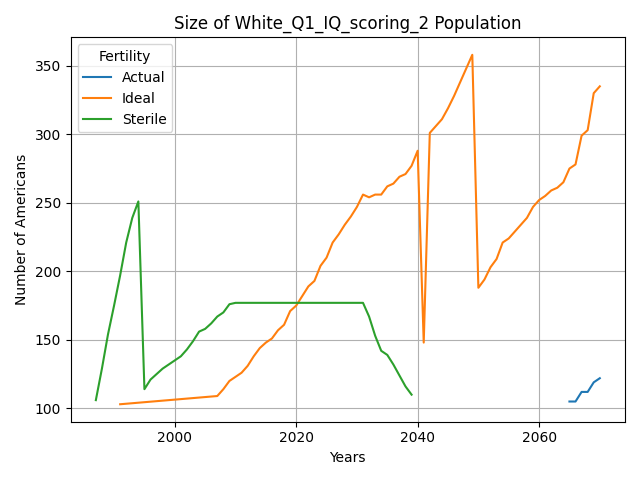 Size of White_Q1_IQ_scoring_2 Population
Fertility
Actual
Ideal
Sterile
Number of Americans
350
300
250
200
150
100
2000 2020 2040 2060
Years